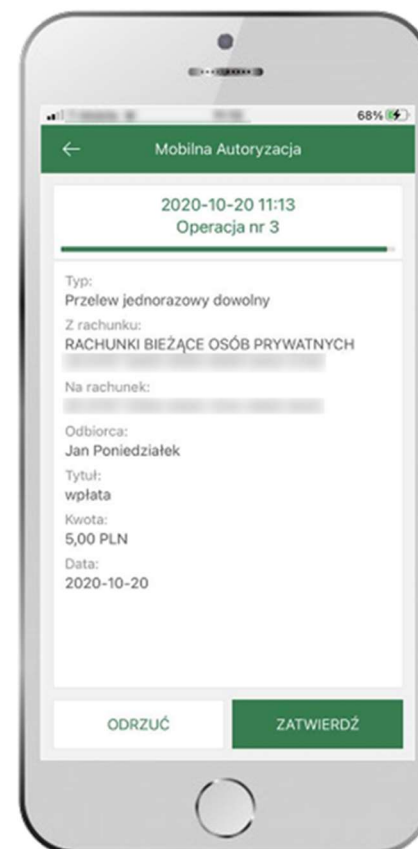 68%
Mobilna Autoryzacja
2020-10-20 11:13
Operacja nr 3
Typ:
Przelew jednorazowy dowolny
Z rachunku:
RACHUNKI BIEŻĄCE OSÓB PRYWATNYCH
Na rachunek:
Odbiorca:
Jan Poniedziałek
Tytuł:
wpłata
Kwota:
5,00 PLN
Data:
2020-10-20
ODRZUĆ ZATWIERDŹ